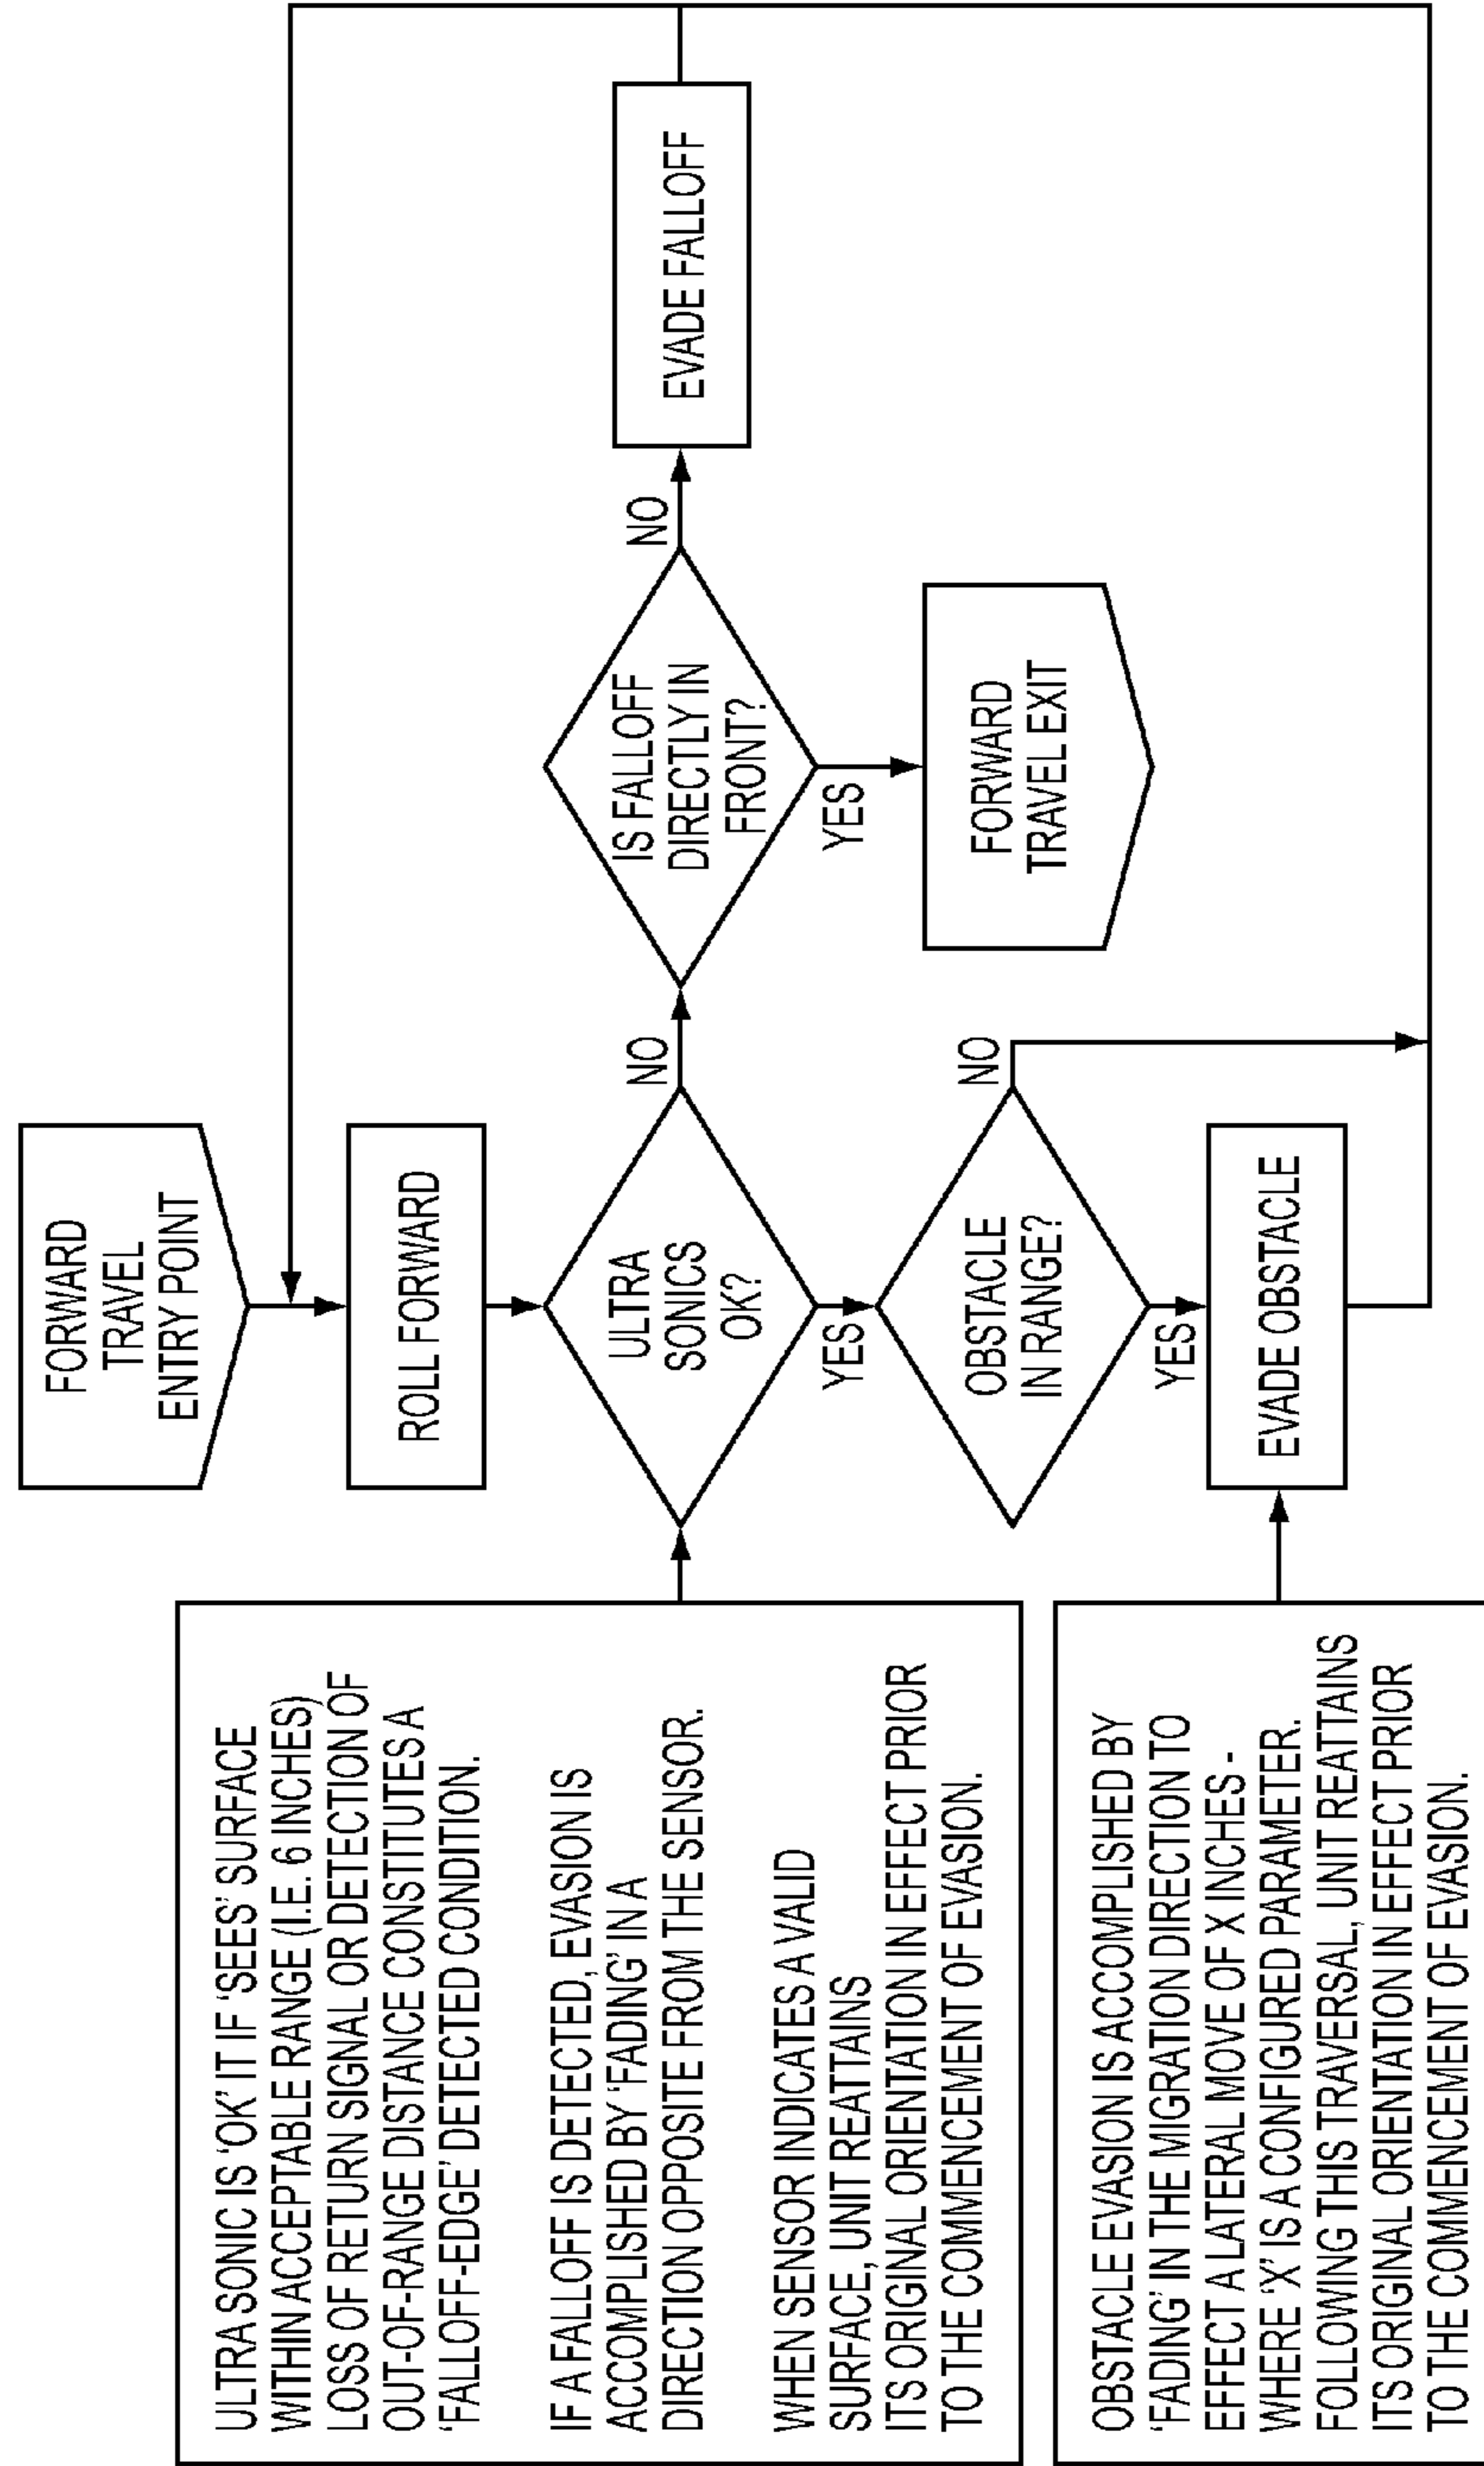 ULTRA SONIC IS 'OK' IT IF 'SEES' SURFACE
WITHIN ACCEPTABLE RANGE (I.E. 6 INCHES)
LOSS OF RETURN SIGNAL OR DETECTION OF
OUT-OF-RANGE DISTANCE CONSTITUTES A
'FALLOFF-EDGE' DETECTED CONDITION.
IF A FALLOFF IS DETECTED, EVASION IS
ACCOMPLISHED BY 'FADING' IN A
DIRECTION OPPOSITE FROM THE SENSOR.
WHEN SENSOR INDICATES A VALID
SURFACE, UNIT REATTAINS
ITS ORIGINAL ORIENTATION IN EFFECT PRIOR
TO THE COMMENCEMENT OF EVASION.
OBSTACLE EVASION IS ACCOMPLISHED BY
'FADING' IN THE MIGRATION DIRECTION TO
EFFECT A LATERAL MOVE OF X INCHES -
WHERE 'X' IS A CONFIGURED PARAMETER.
FOLLOWING THIS TRAVERSAL, UNIT REATTAINS
ITS ORIGINAL ORIENTATION IN EFFECT PRIOR
TO THE COMMENCEMENT OF EVASION.
FORWARD
TRAVEL
ENTRY POINT
ROLL FORWARD
ULTRA
SONICS
OK?
NO
YES
OBSTACLE
IN RANGE?
NO
YES
EVADE OBSTACLE
IS FALLOFF
DIRECTLY IN
FRONT?
NO
YES
FORWARD
TRAVEL EXIT
EVADE FALLOFF